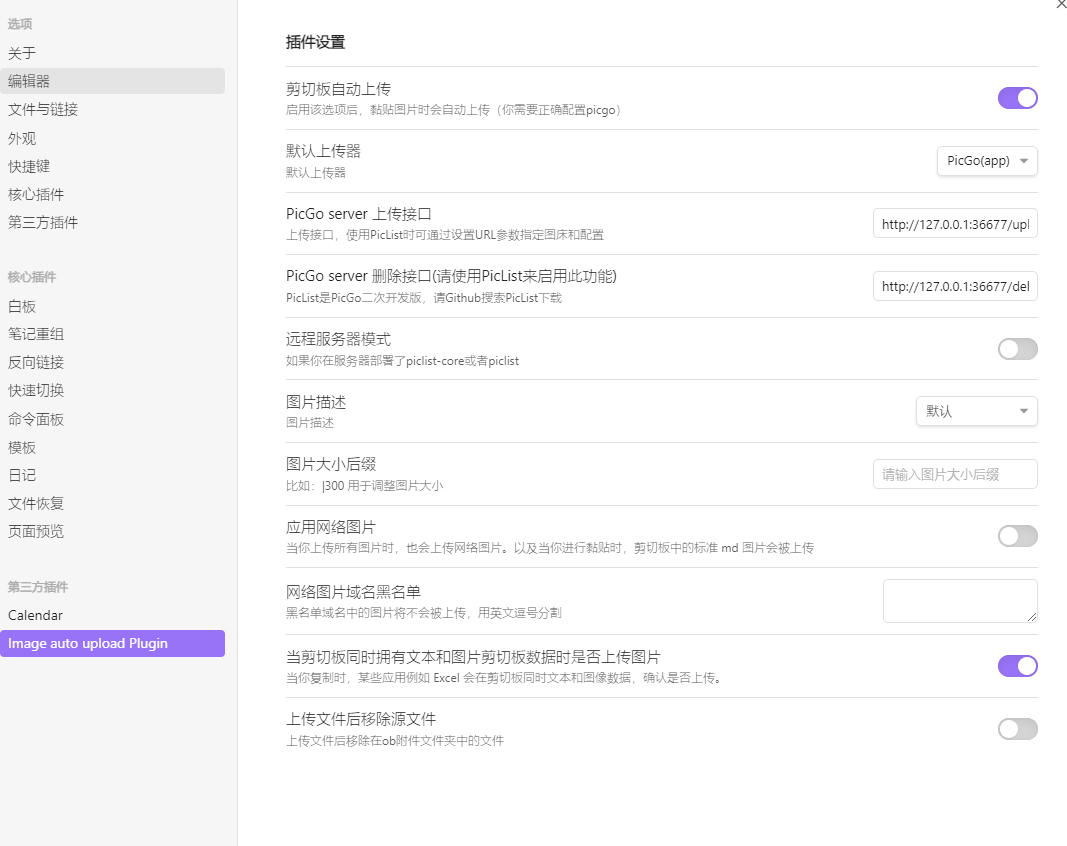 选项
关于
编辑器
文件与链接
外观
快捷键
核心插件
第三方插件
核心插件
白板
笔记重组
反向链接
快速切换
命令面板
模板
日记
文件恢复
页面预览
第三方插件
Calendar
Image auto upload Plugin
插件设置
剪切板自动上传
启用该选项后，黏贴图片时会自动上传（你需要正确配置picgo）
默认上传器
默认上传器
PicGo(app)
PicGo server 上传接口
上传接口，使用PicList时可通过设置URL参数指定图床和配置
http://127.0.0.1:36677/upl
PicGo server 删除接口(请使用PicList来启用此功能)
PicList是PicGo二次开发版，请Github搜索PicList下载
http://127.0.0.1:36677/del
远程服务器模式
如果你在服务器部署了piclist-core或者piclist
图片描述
图片描述
默认
图片大小后缀
比如：|300 用于调整图片大小
请输入图片大小后缀
应用网络图片
当你上传所有图片时，也会上传网络图片。以及当你进行黏贴时，剪切板中的标准 md 图片会被上传
网络图片域名黑名单
黑名单域名中的图片将不会被上传，用英文逗号分割
当剪切板同时拥有文本和图片剪切板数据时是否上传图片
当你复制时，某些应用例如 Excel 会在剪切板同时文本和图像数据，确认是否上传。
上传文件后移除源文件
上传文件后移除在ob附件文件夹中的文件